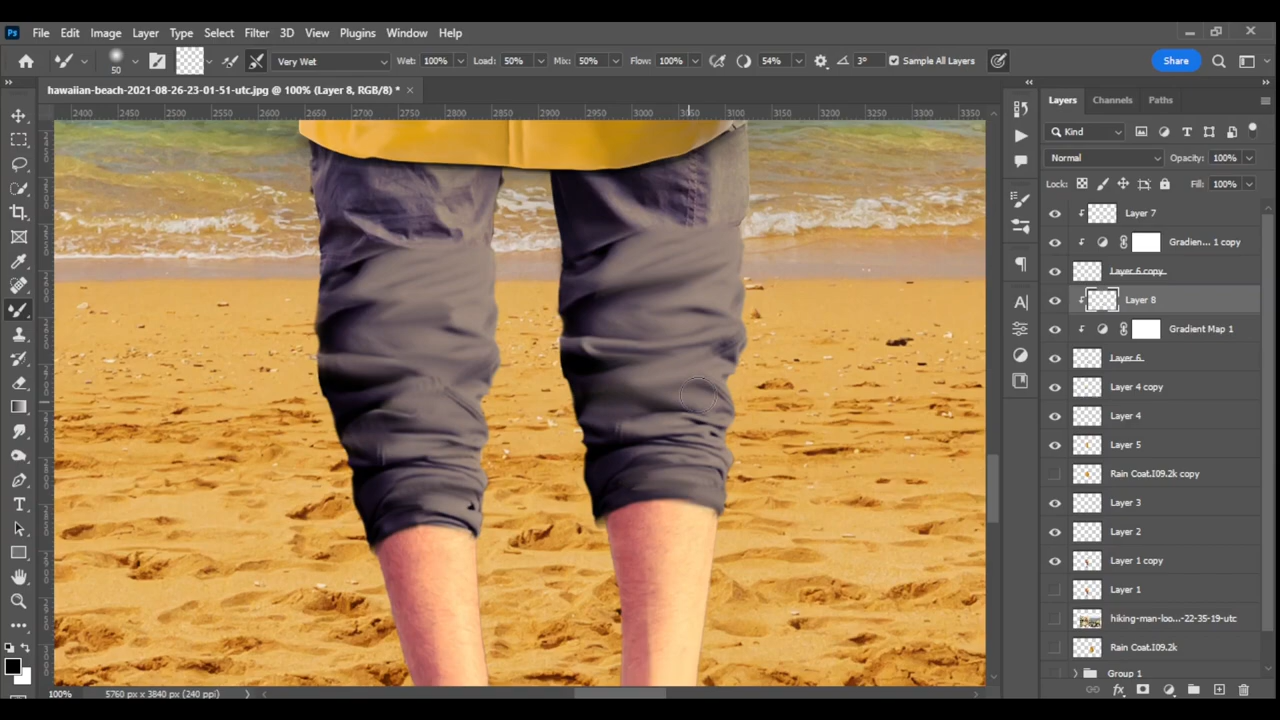 Ps File Edit Image Layer Type Select Filter 3D View Plugins Window Help
50 Very Wet Wet: 100% Load: 50% Mix: 50% Flow: 100% 54% 3° Sample All Layers Share
hawaiian-beach-2021-08-26-23-01-51-utc.jpg @ 100% (Layer 8, RGB/8) * ×
2400 2450 2500 2550 2600 2650 2700 2750 2800 2850 2900 2950 3000 3050 3100 3150 3200 3250 3300 3350
Layers Channels Paths
Kind
Normal Opacity: 100%
Lock: Fill: 100%
Layer 7
Gradien... 1 copy
Layer 6 copy
Layer 8
Gradient Map 1
Layer 6
Layer 4 copy
Layer 4
Layer 5
Rain Coat.I09.2k copy
Layer 3
Layer 2
Layer 1 copy
Layer 1
hiking-man-loo...-22-35-19-utc
Rain Coat.I09.2k
Group 1
100% 5760 px x 3840 px (240 ppi)